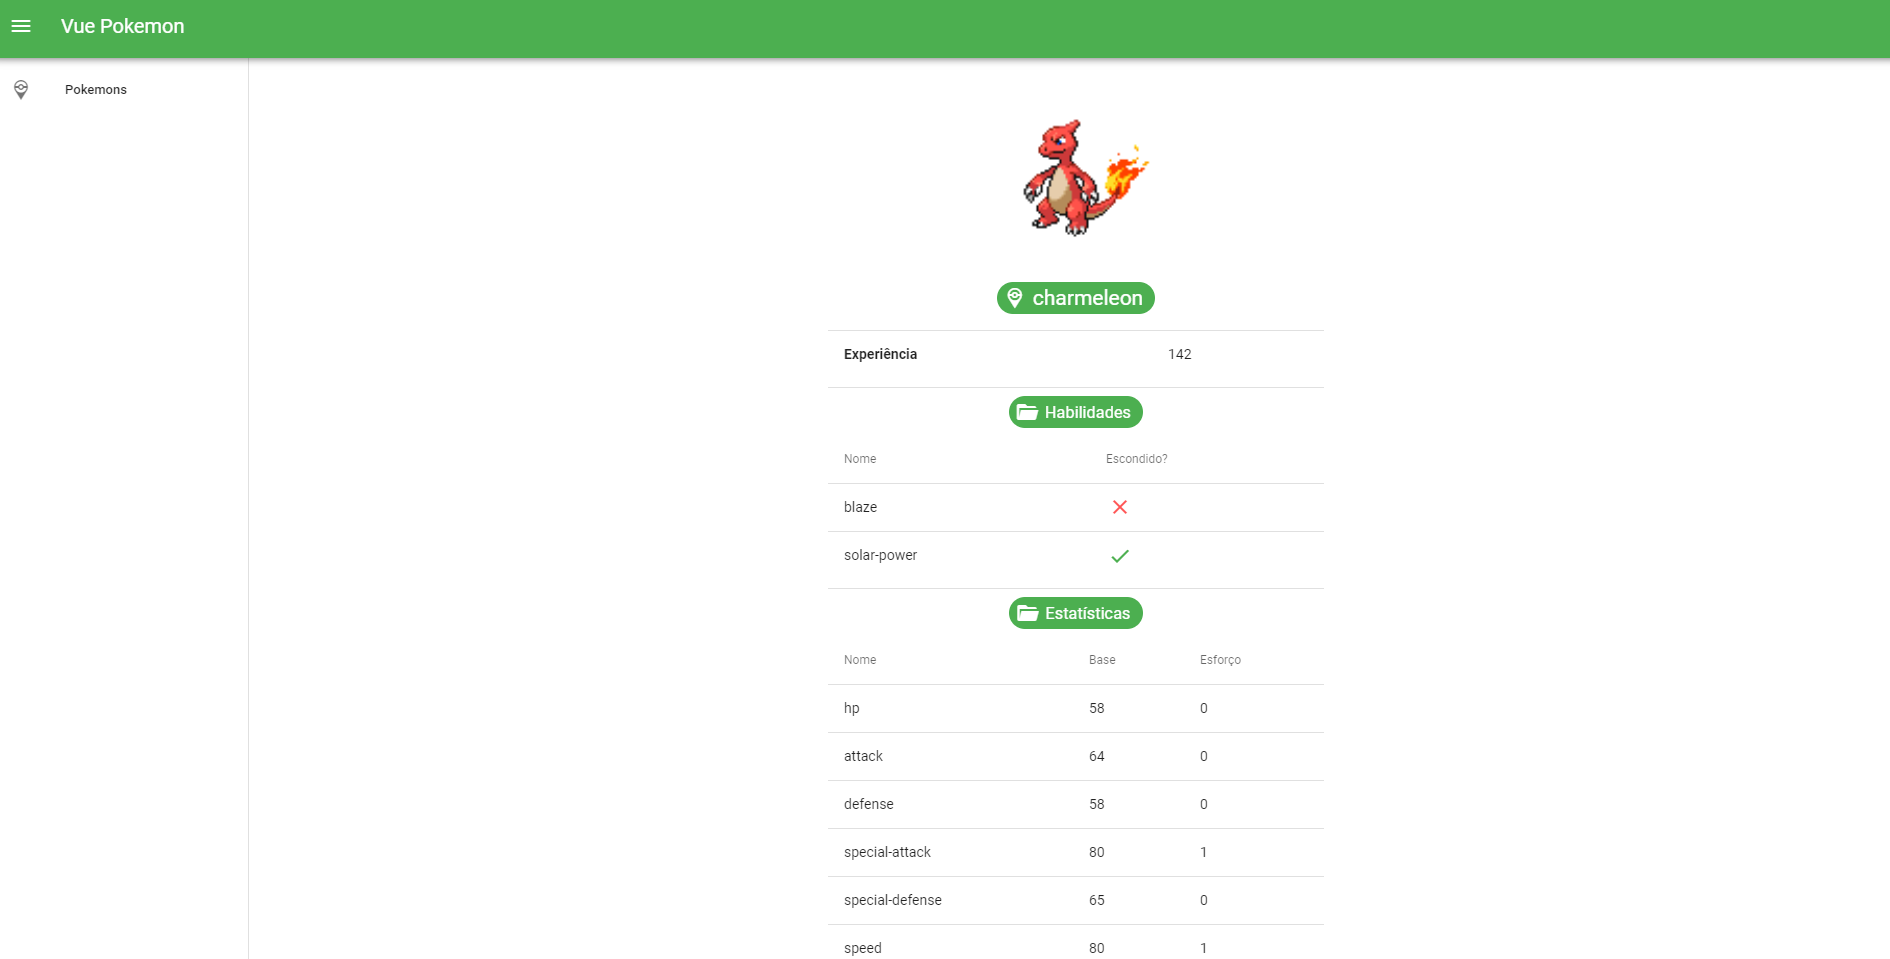 Vue Pokemon
Pokemons
charmeleon
Experiência 142
Habilidades
Nome Escondido?
blaze
solar-power
Estatísticas
Nome Base Esforço
hp 58 0
attack 64 0
defense 58 0
special-attack 80 1
special-defense 65 0
speed 80 1